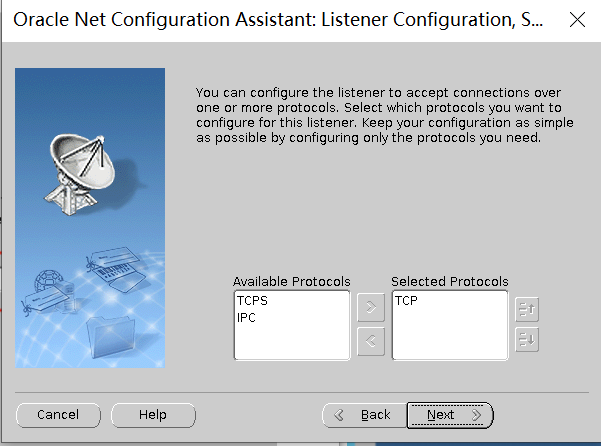 Oracle Net Configuration Assistant: Listener Configuration, S...
You can configure the listener to accept connections over
one or more protocols. Select which protocols you want to
configure for this listener. Keep your configuration as simple
as possible by configuring only the protocols you need.
Available Protocols
Selected Protocols
TCPS
IPC
TCP
Cancel
Help
Back
Next